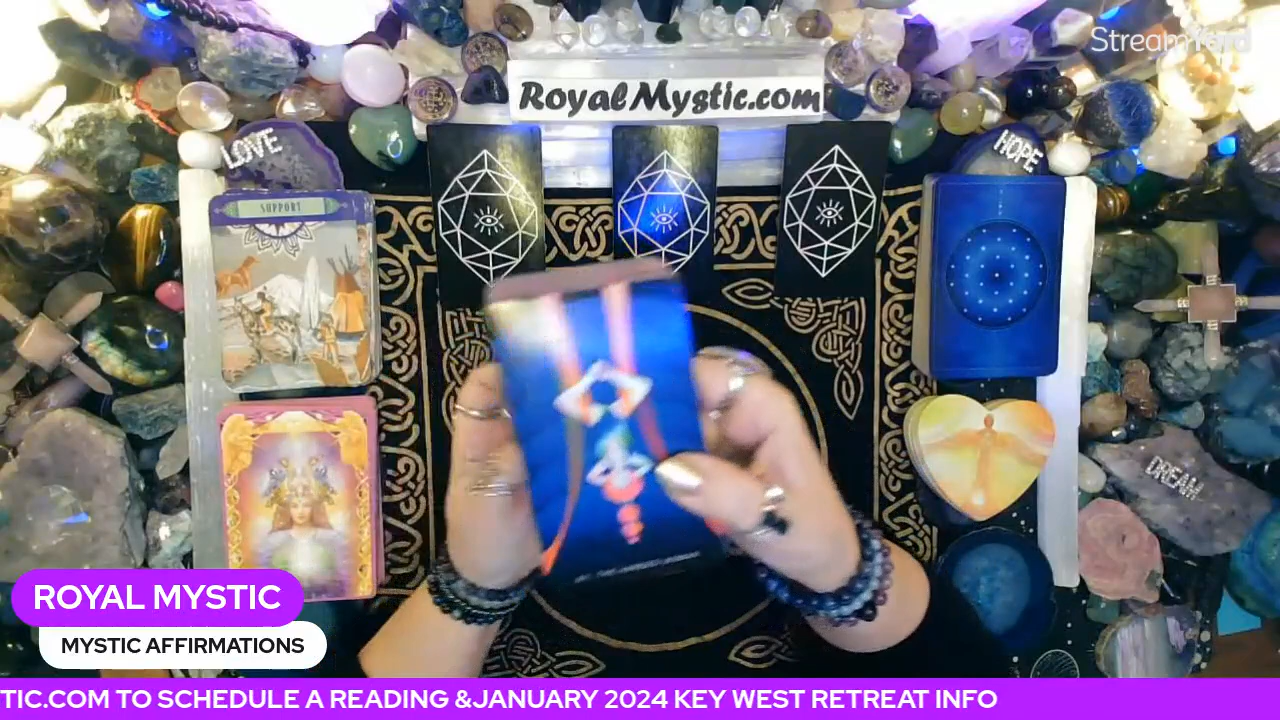 StreamYard
RoyalMystic.com
LOVE
HOPE
SUPPORT
DREAM
ROYAL MYSTIC
MYSTIC AFFIRMATIONS
TIC.COM TO SCHEDULE A READING &JANUARY 2024 KEY WEST RETREAT INFO